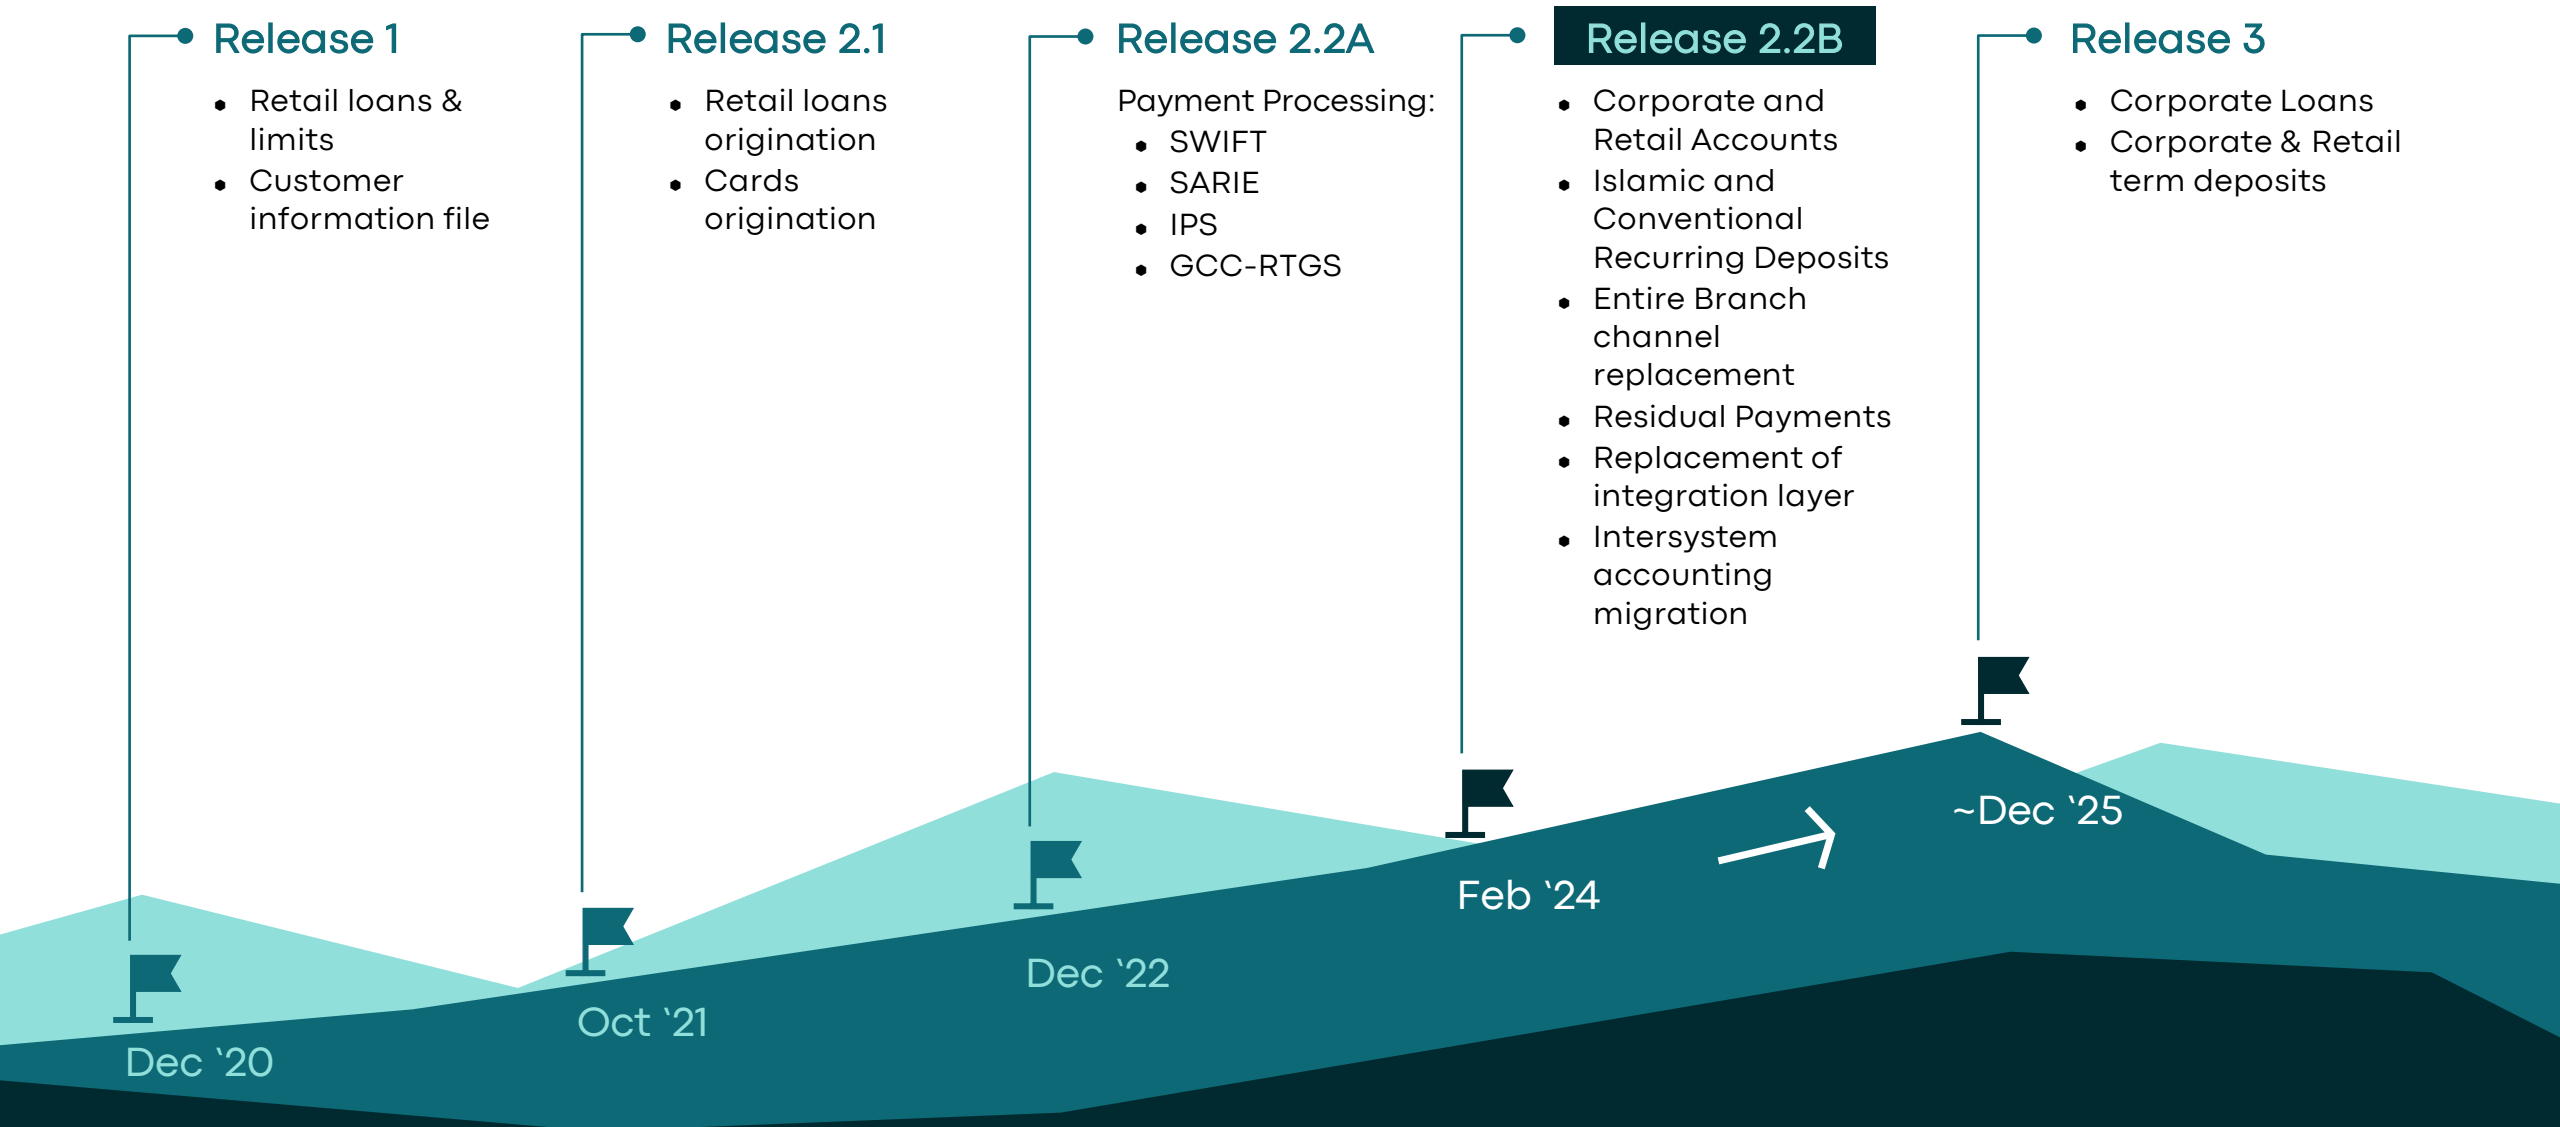 Release 1
• Retail loans &
limits
• Customer
information file
Release 2.1
• Retail loans
origination
• Cards
origination
Release 2.2A
Payment Processing:
• SWIFT
• SARIE
• IPS
• GCC-RTGS
Release 2.2B
• Corporate and
Retail Accounts
• Islamic and
Conventional
Recurring Deposits
• Entire Branch
channel
replacement
• Residual Payments
• Replacement of
integration layer
• Intersystem
accounting
migration
Release 3
• Corporate Loans
• Corporate & Retail
term deposits
Dec ‘20
Oct ‘21
Dec ‘22
Feb ‘24
~Dec ‘25